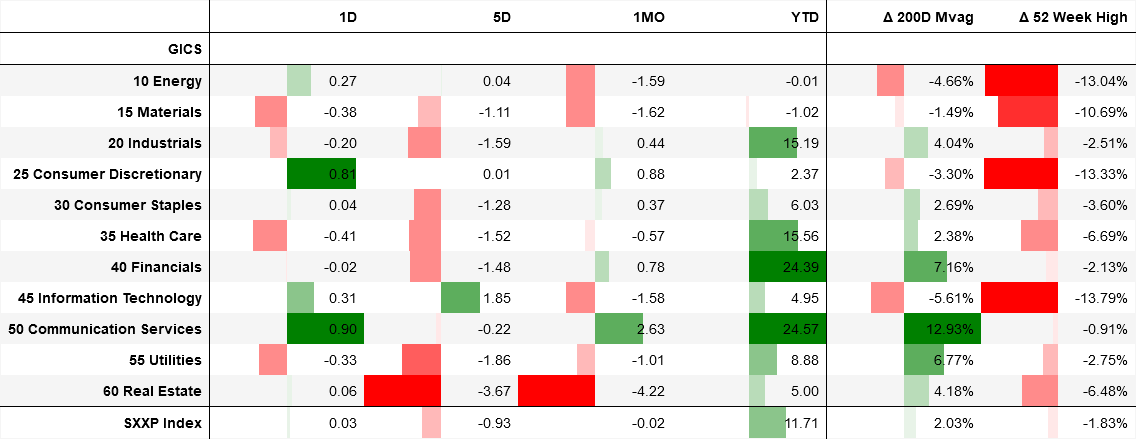 1D 5D 1MO YTD Δ 200D Mvag Δ 52 Week High
GICS
10 Energy 0.27 0.04 -1.59 -0.01 -4.66% -13.04%
15 Materials -0.38 -1.11 -1.62 -1.02 -1.49% -10.69%
20 Industrials -0.20 -1.59 0.44 15.19 4.04% -2.51%
25 Consumer Discretionary 0.81 0.01 0.88 2.37 -3.30% -13.33%
30 Consumer Staples 0.04 -1.28 0.37 6.03 2.69% -3.60%
35 Health Care -0.41 -1.52 -0.57 15.56 2.38% -6.69%
40 Financials -0.02 -1.48 0.78 24.39 7.16% -2.13%
45 Information Technology 0.31 1.85 -1.58 4.95 -5.61% -13.79%
50 Communication Services 0.90 -0.22 2.63 24.57 12.93% -0.91%
55 Utilities -0.33 -1.86 -1.01 8.88 6.77% -2.75%
60 Real Estate 0.06 -3.67 -4.22 5.00 4.18% -6.48%
SXXP Index 0.03 -0.93 -0.02 11.71 2.03% -1.83%